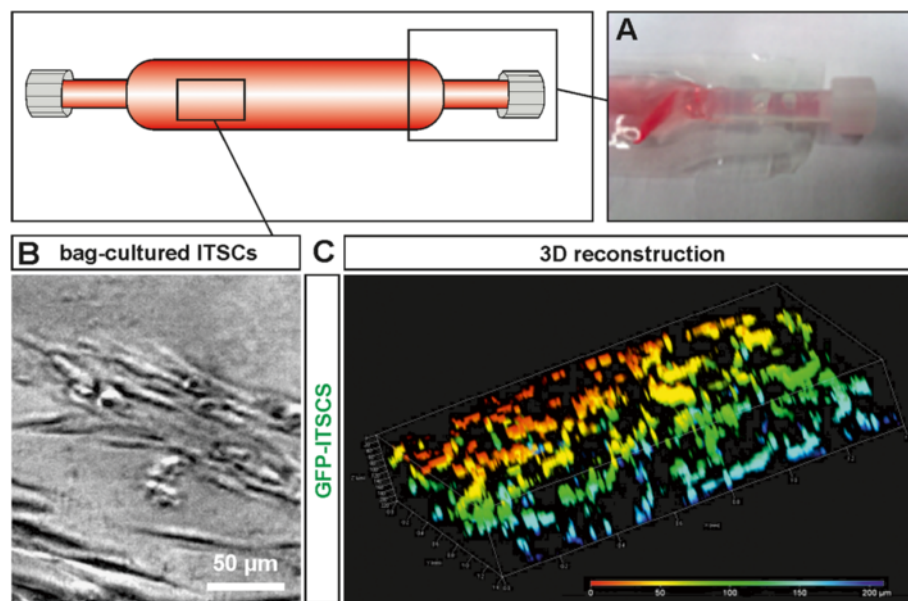 A
B bag-cultured ITSCs
C 3D reconstruction
GFP-ITSCS
50 µm
0 50 100 150 200 µm